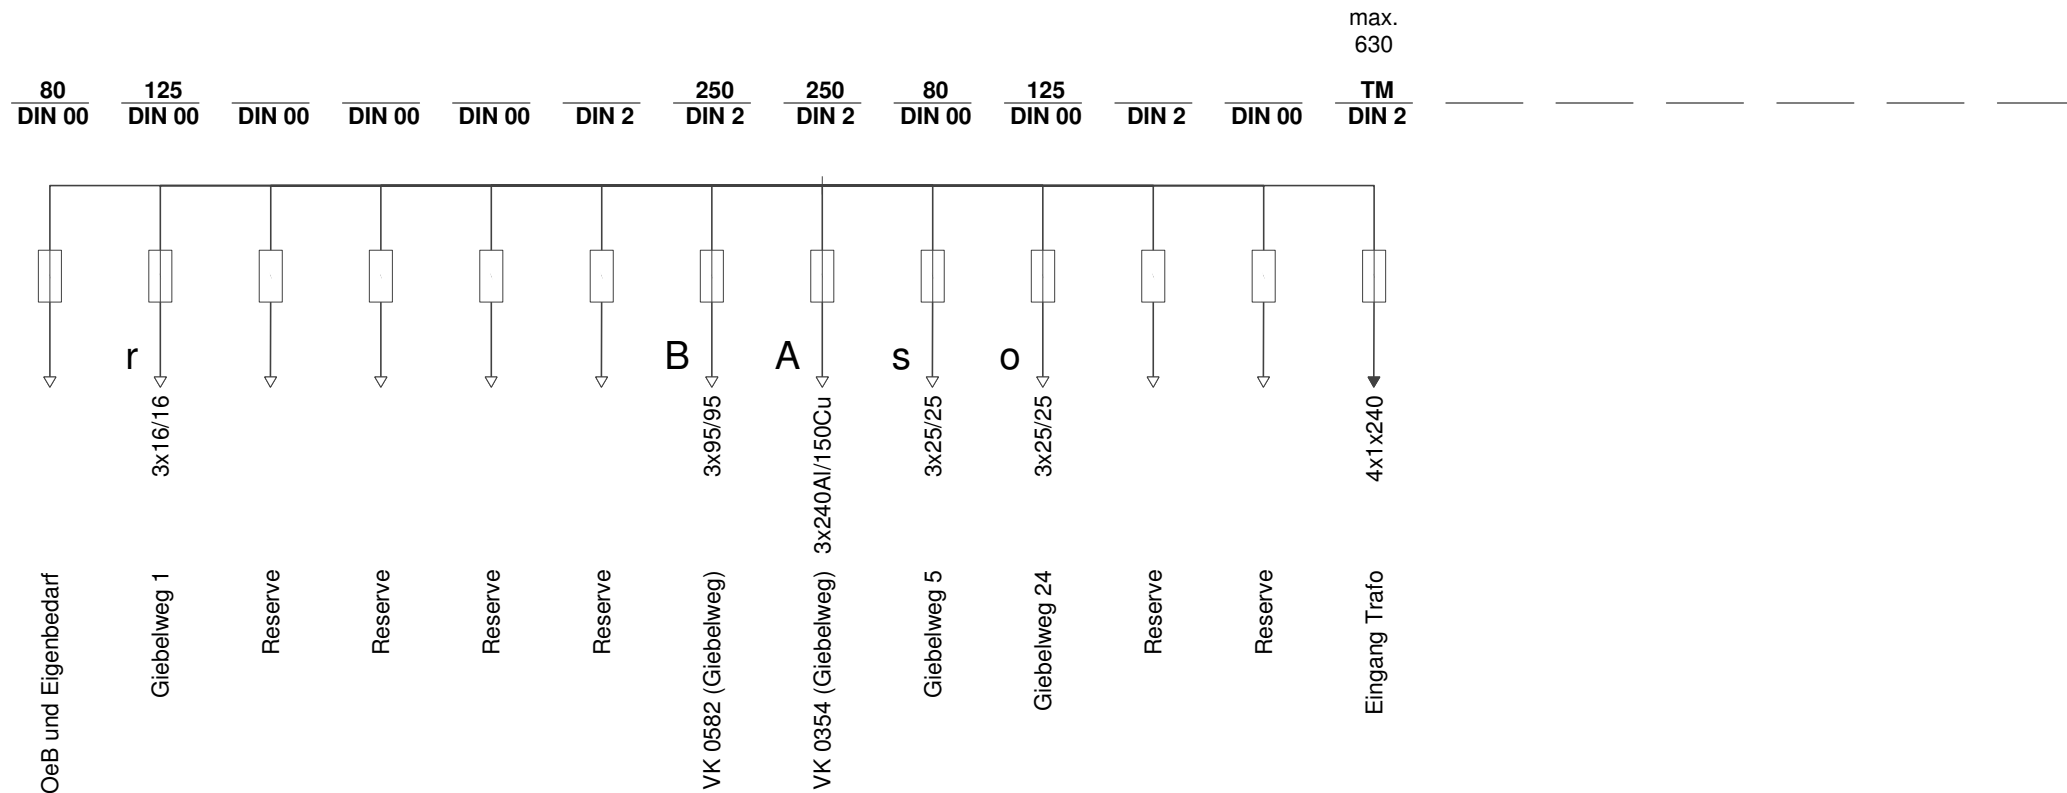 max.
630
80 125 250 250 80 125 TM
DIN 00 DIN 00 DIN 00 DIN 00 DIN 00 DIN 2 DIN 2 DIN 2 DIN 00 DIN 00 DIN 2 DIN 00 DIN 2
r B A s o
3x16/16
3x95/95
3x240Al/150Cu
3x25/25
3x25/25
4x1x240
OeB und Eigenbedarf
Giebelweg 1
Reserve
Reserve
Reserve
Reserve
VK 0582 (Giebelweg)
VK 0354 (Giebelweg)
Giebelweg 5
Giebelweg 24
Reserve
Reserve
Eingang Trafo